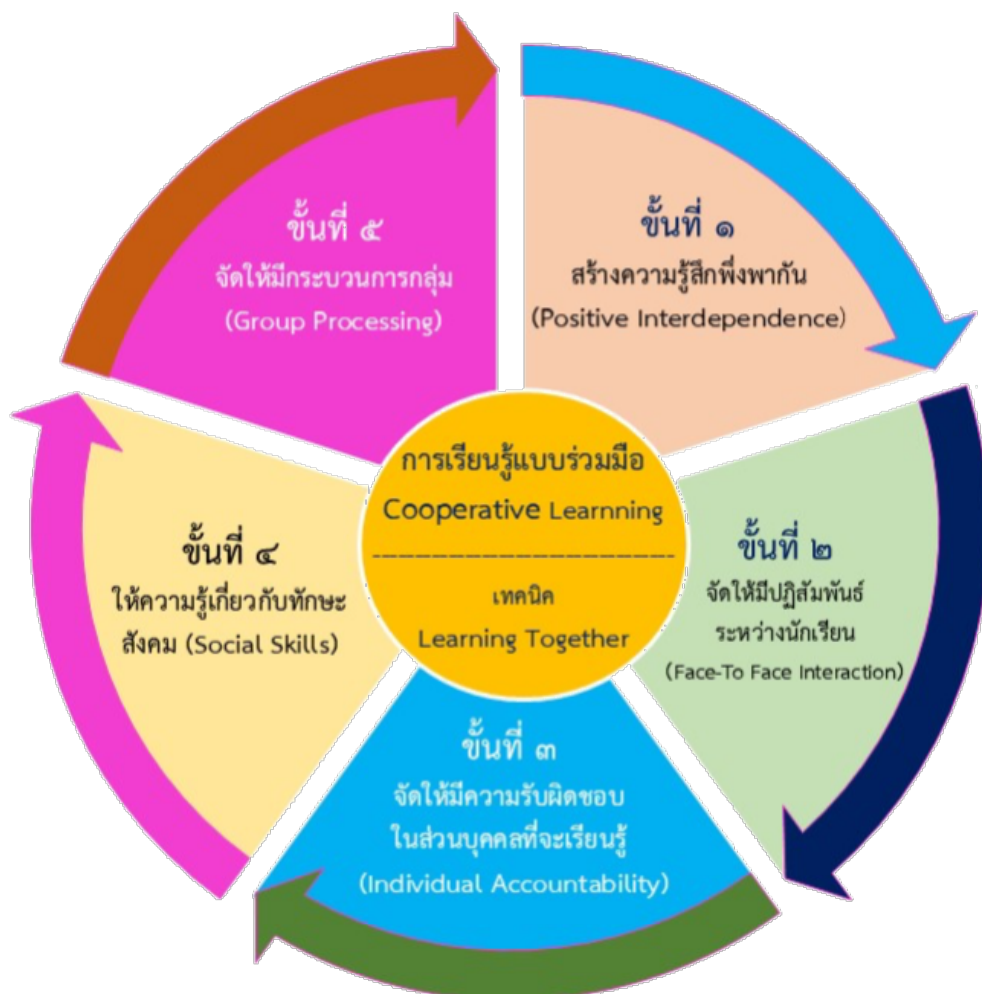 การเรียนรู้แบบร่วมมือ
Cooperative Learnning
เทคนิค
Learning Together
ขั้นที่ ๑
สร้างความรู้สึกพึ่งพากัน
(Positive Interdependence)
ขั้นที่ ๒
จัดให้มีปฏิสัมพันธ์
ระหว่างนักเรียน
(Face-To Face Interaction)
ขั้นที่ ๓
จัดให้มีความรับผิดชอบ
ในส่วนบุคคลที่จะเรียนรู้
(Individual Accountability)
ขั้นที่ ๔
ให้ความรู้เกี่ยวกับทักษะ
สังคม (Social Skills)
ขั้นที่ ๕
จัดให้มีกระบวนการกลุ่ม
(Group Processing)